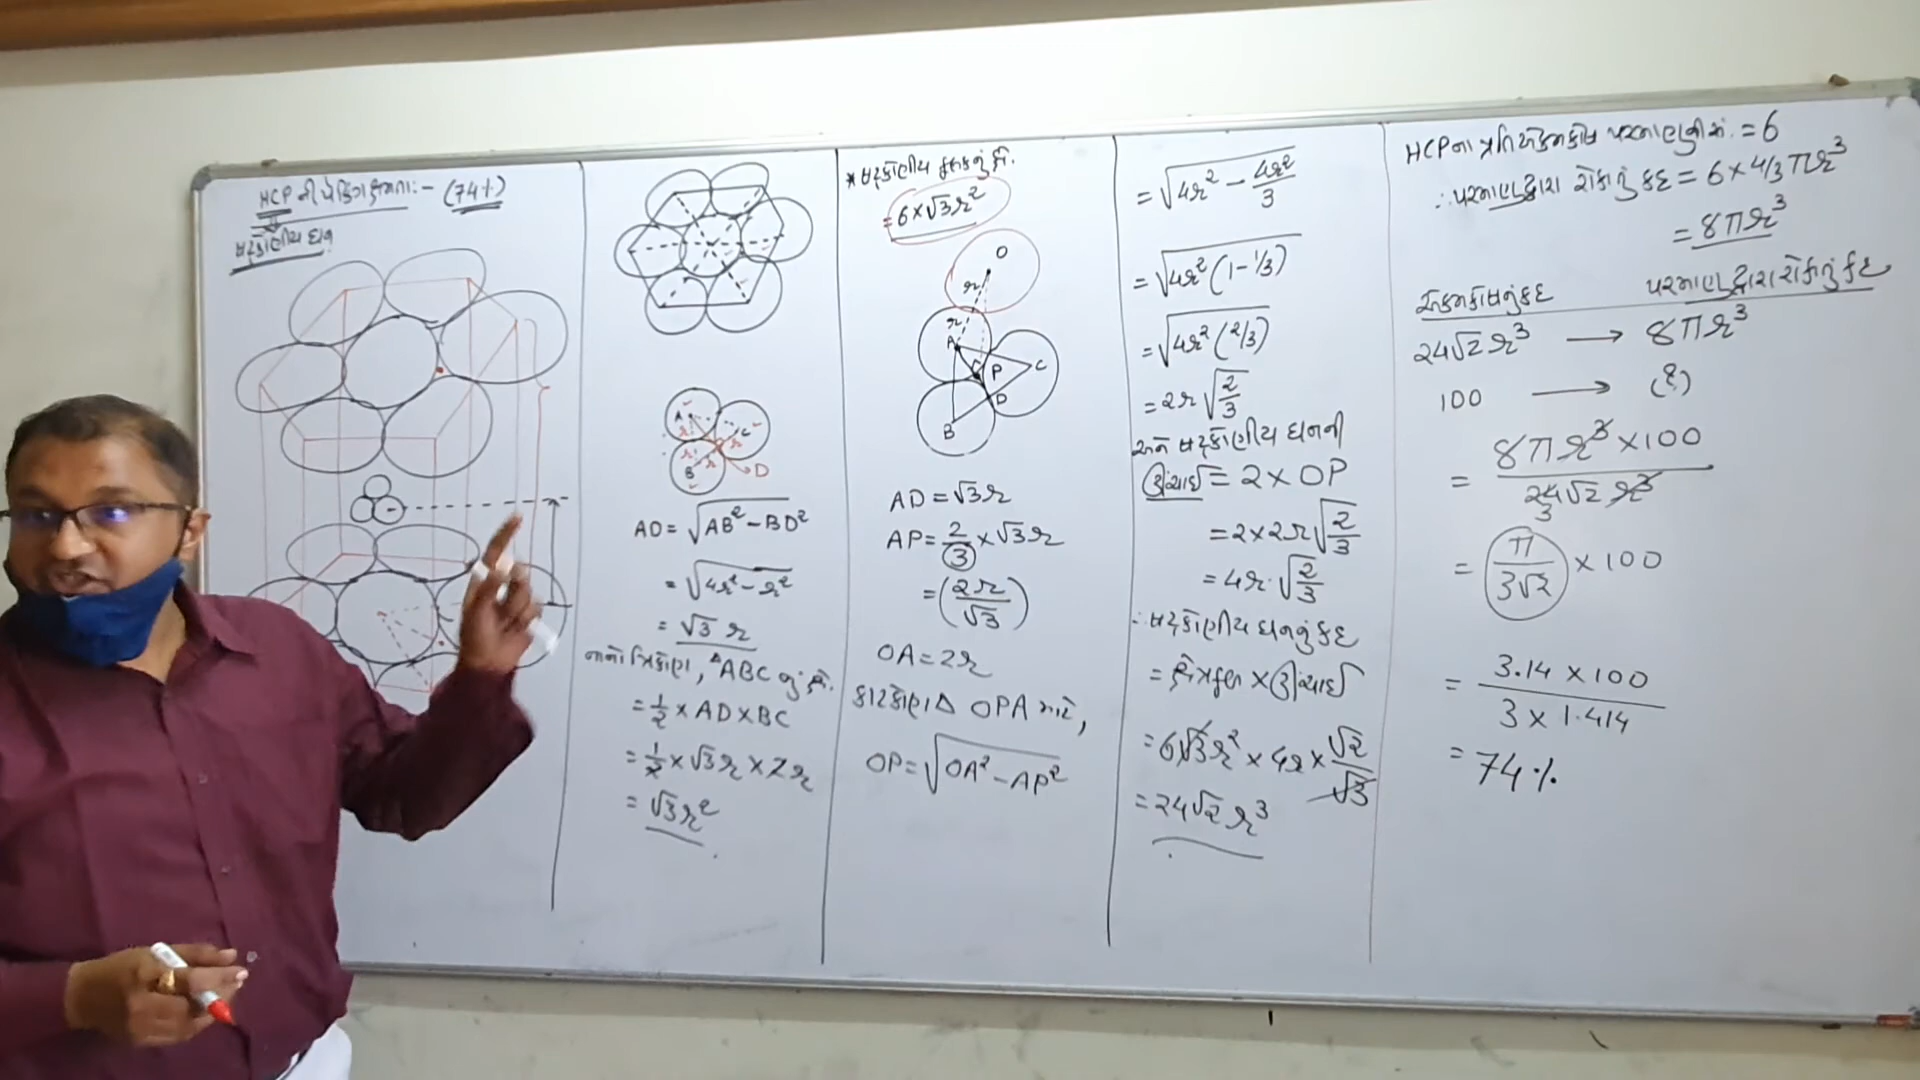 HCP ની પેકિંગ ક્ષમતા:- (74%)
ષટ્કોણીય ઘન
A
C
B
r r
r r
D
AD = √AB² - BD²
= √4r² - r²
= √3 r
નાનો ત્રિકોણ, △ABC નું ક્ષે.
= 1/2 × AD × BC
= 1/2 × √3 r × 2r
= √3 r²
* ષટ્કોણીય ફલકનું ક્ષે.
= 6 × √3 r²
O
r
r
A
P
C
D
B
AD = √3 r
AP = 2/3 × √3 r
= (2r/√3)
OA = 2r
કાટકોણ △ OPA માટે,
OP = √OA² - AP²
= √4r² - 4r²/3
= √4r² (1 - 1/3)
= √4r² (2/3)
= 2r √2/3
અને ષટ્કોણીય ઘનની
ઊંચાઈ = 2 × OP
= 2 × 2r √2/3
= 4r · √2/3
∴ ષટ્કોણીય ઘનનું કદ
= ક્ષેત્રફળ × ઊંચાઈ
= 6√3 r² × 4r × √2/√3
= 24√2 r³
HCP ના પ્રતિ એકમકોષ પરમાણુની સં. = 6
∴ પરમાણુ દ્વારા રોકાતું કદ = 6 × 4/3 πr³
= 8πr³
એકમકોષનું કદ પરમાણુ દ્વારા રોકાતું કદ
24√2 r³ → 8πr³
100 → (?)
= 8πr³ × 100 / 24√2 r³
3
= π/3√2 × 100
= 3.14 × 100 / 3 × 1.414
= 74%